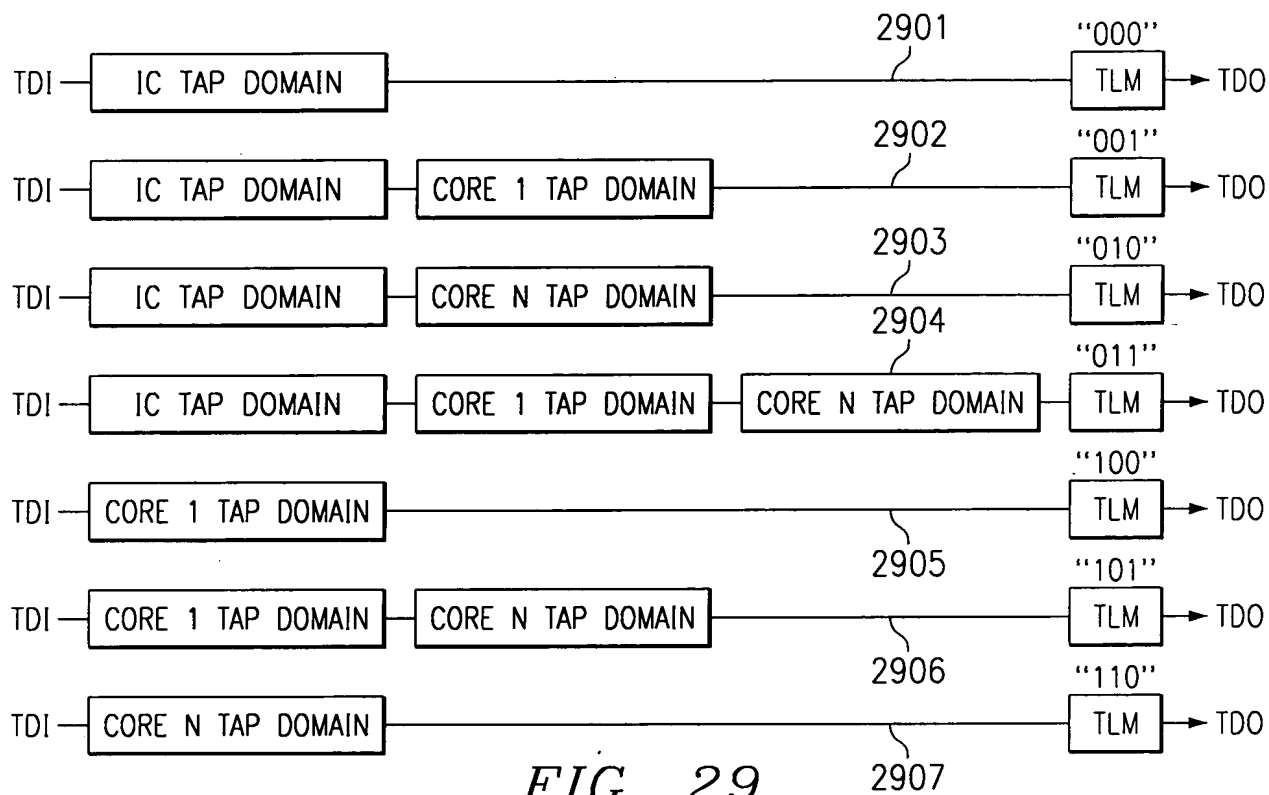 2901 "000"
TDI IC TAP DOMAIN TLM TDO
2902 "001"
TDI IC TAP DOMAIN CORE 1 TAP DOMAIN TLM TDO
2903 "010"
TDI IC TAP DOMAIN CORE N TAP DOMAIN TLM TDO
2904 "011"
TDI IC TAP DOMAIN CORE 1 TAP DOMAIN CORE N TAP DOMAIN TLM TDO
"100"
TDI CORE 1 TAP DOMAIN TLM TDO
2905 "101"
TDI CORE 1 TAP DOMAIN CORE N TAP DOMAIN TLM TDO
2906 "110"
TDI CORE N TAP DOMAIN TLM TDO
2907
FIG. 29